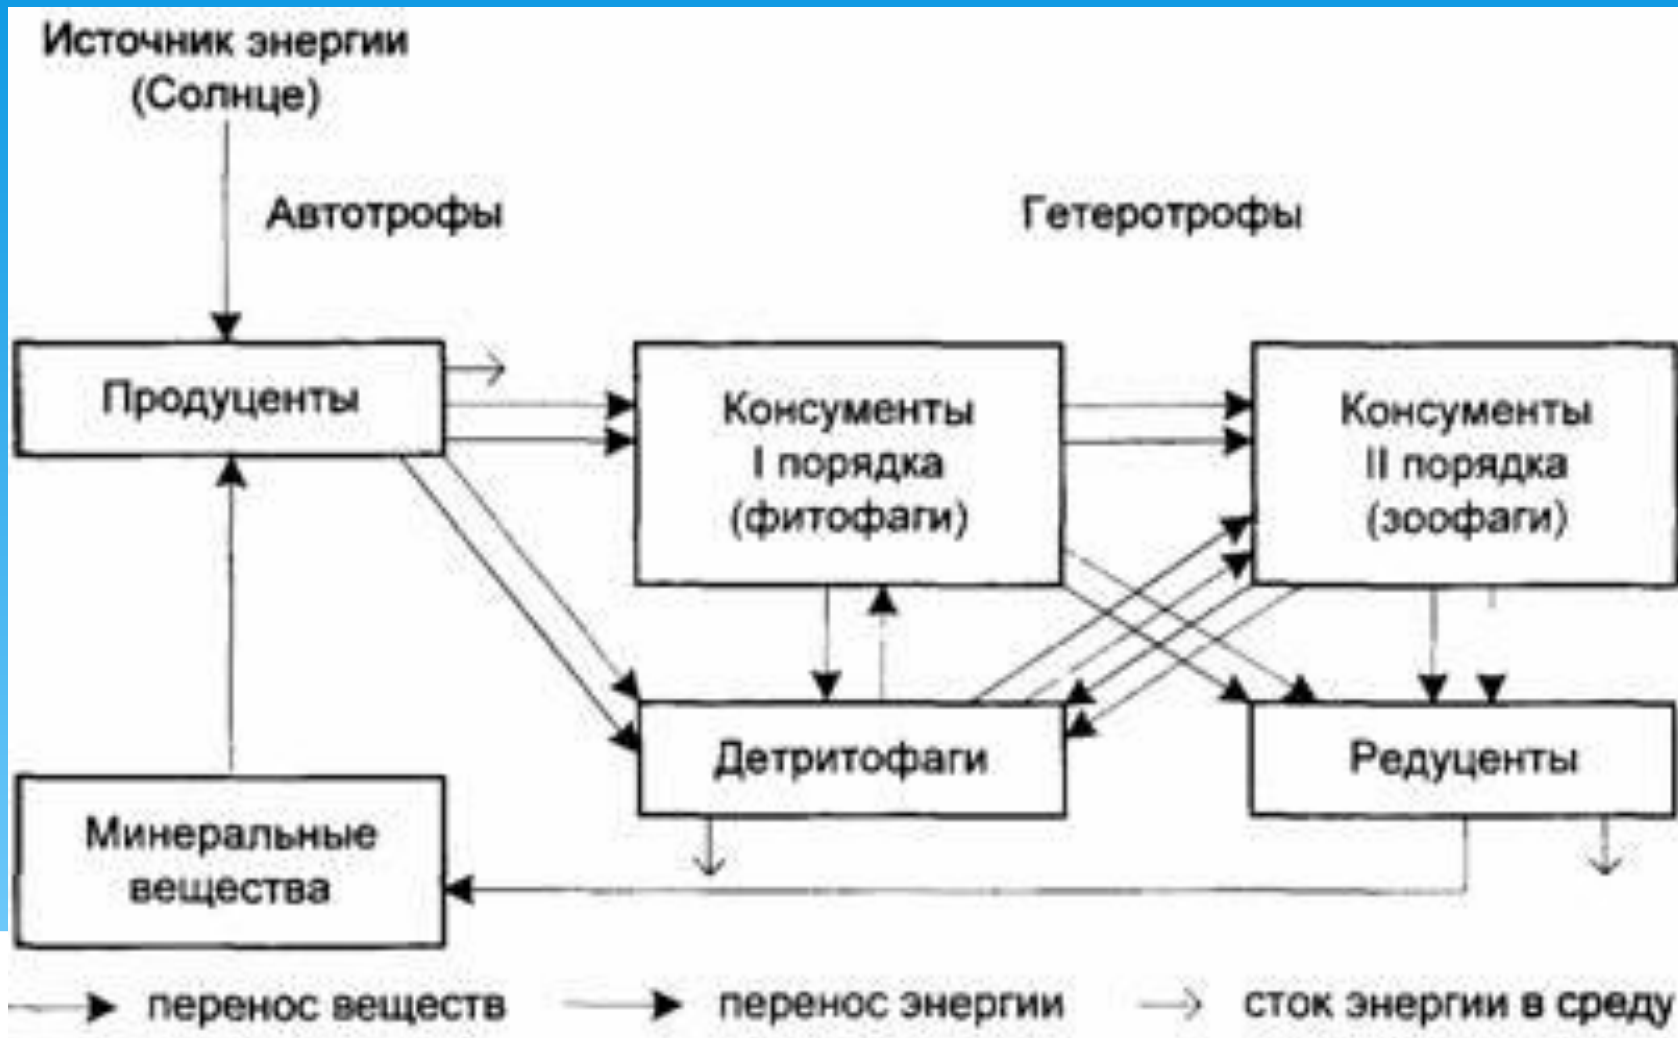 Источник энергии
(Солнце)
Автотрофы
Гетеротрофы
Продуценты
Консументы
I порядка
(фитофаги)
Консументы
II порядка
(зоофаги)
Детритофаги
Редуценты
Минеральные
вещества
перенос веществ
перенос энергии
сток энергии в среду